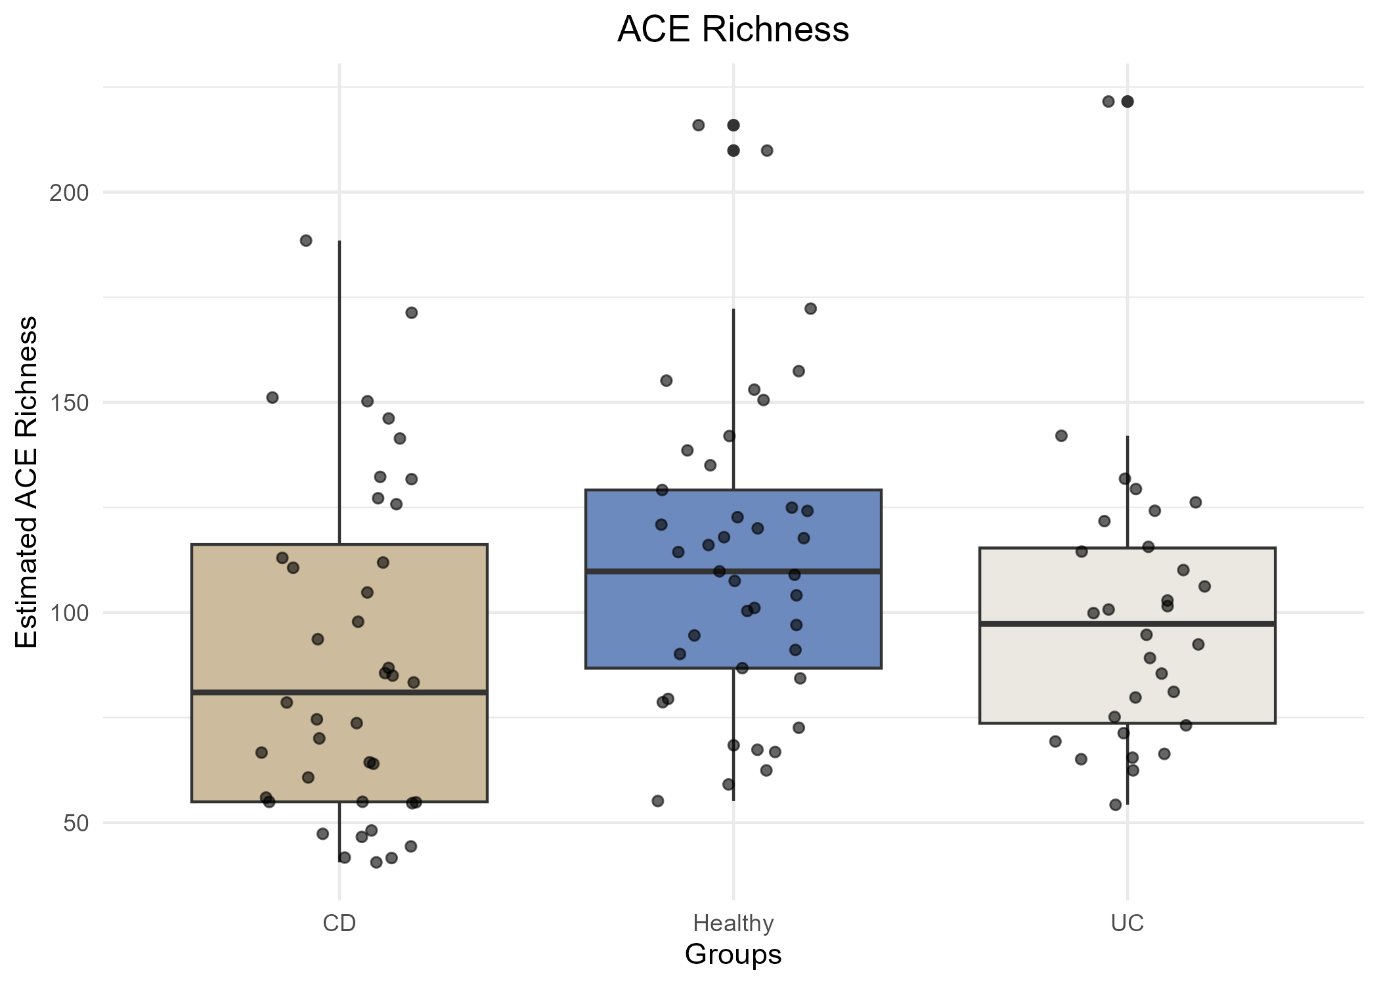 ACE Richness
Estimated ACE Richness
200
150
100
50
CD Healthy UC
Groups